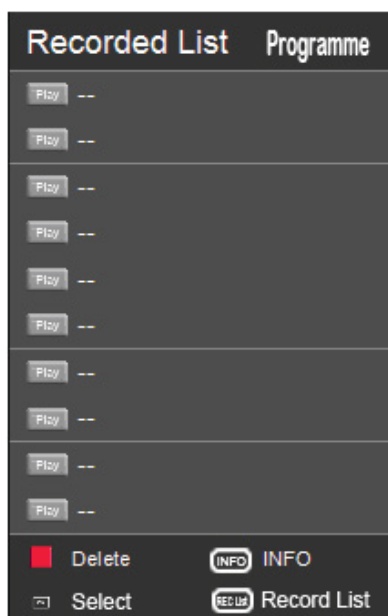 Recorded List Programme
Play --
Play --
Play --
Play --
Play --
Play --
Play --
Play --
Play --
Play --
Delete INFO INFO
Select REC List Record List